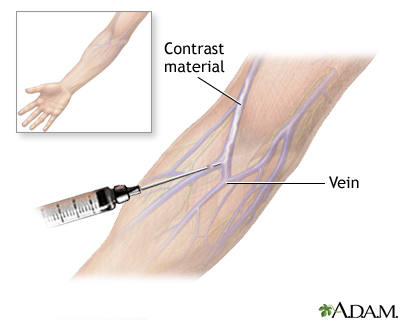 Contrast
material
Vein
A.D.A.M.